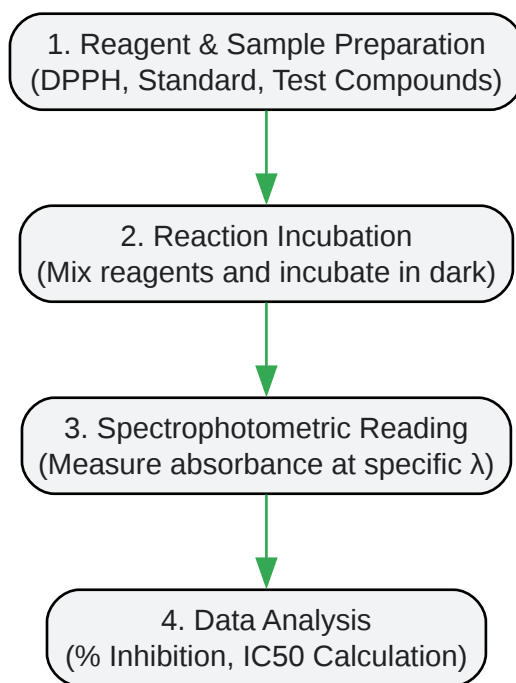 1. Reagent & Sample Preparation
(DPPH, Standard, Test Compounds)
2. Reaction Incubation
(Mix reagents and incubate in dark)
3. Spectrophotometric Reading
(Measure absorbance at specific λ)
4. Data Analysis
(% Inhibition, IC50 Calculation)